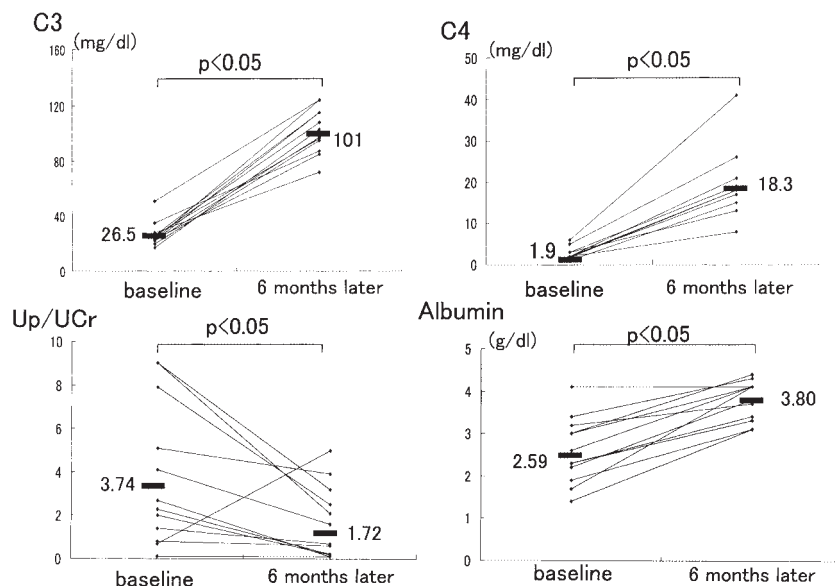 C3
(mg/dl)
160
120
80
40
0
p<0.05
26.5
101
baseline
6 months later
C4
(mg/dl)
50
40
30
20
10
0
p<0.05
1.9
18.3
baseline
6 months later
Up/UCr
10
8
6
4
2
0
p<0.05
3.74
1.72
baseline
6 months later
Albumin
(g/dl)
5
4
3
2
1
0
p<0.05
2.59
3.80
baseline
6 months later